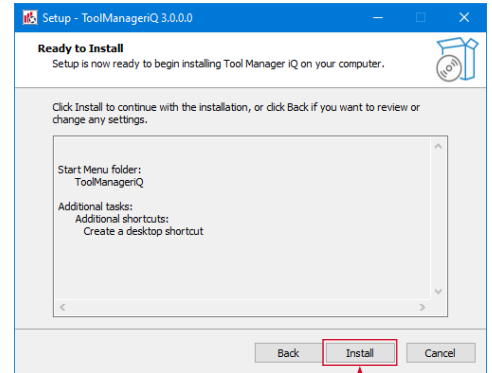 Setup - ToolManageriQ 3.0.0.0
Ready to Install
Setup is now ready to begin installing Tool Manager iQ on your computer.
Click Install to continue with the installation, or click Back if you want to review or
change any settings.
Start Menu folder:
ToolManageriQ
Additional tasks:
Additional shortcuts:
Create a desktop shortcut
Back
Install
Cancel